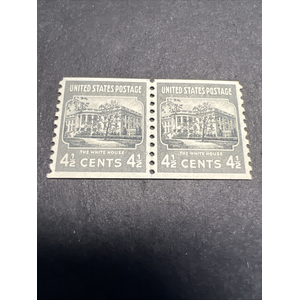 UNITED STATES POSTAGE
THE WHITE HOUSE
4½ CENTS 4½
UNITED STATES POSTAGE
THE WHITE HOUSE
4½ CENTS 4½